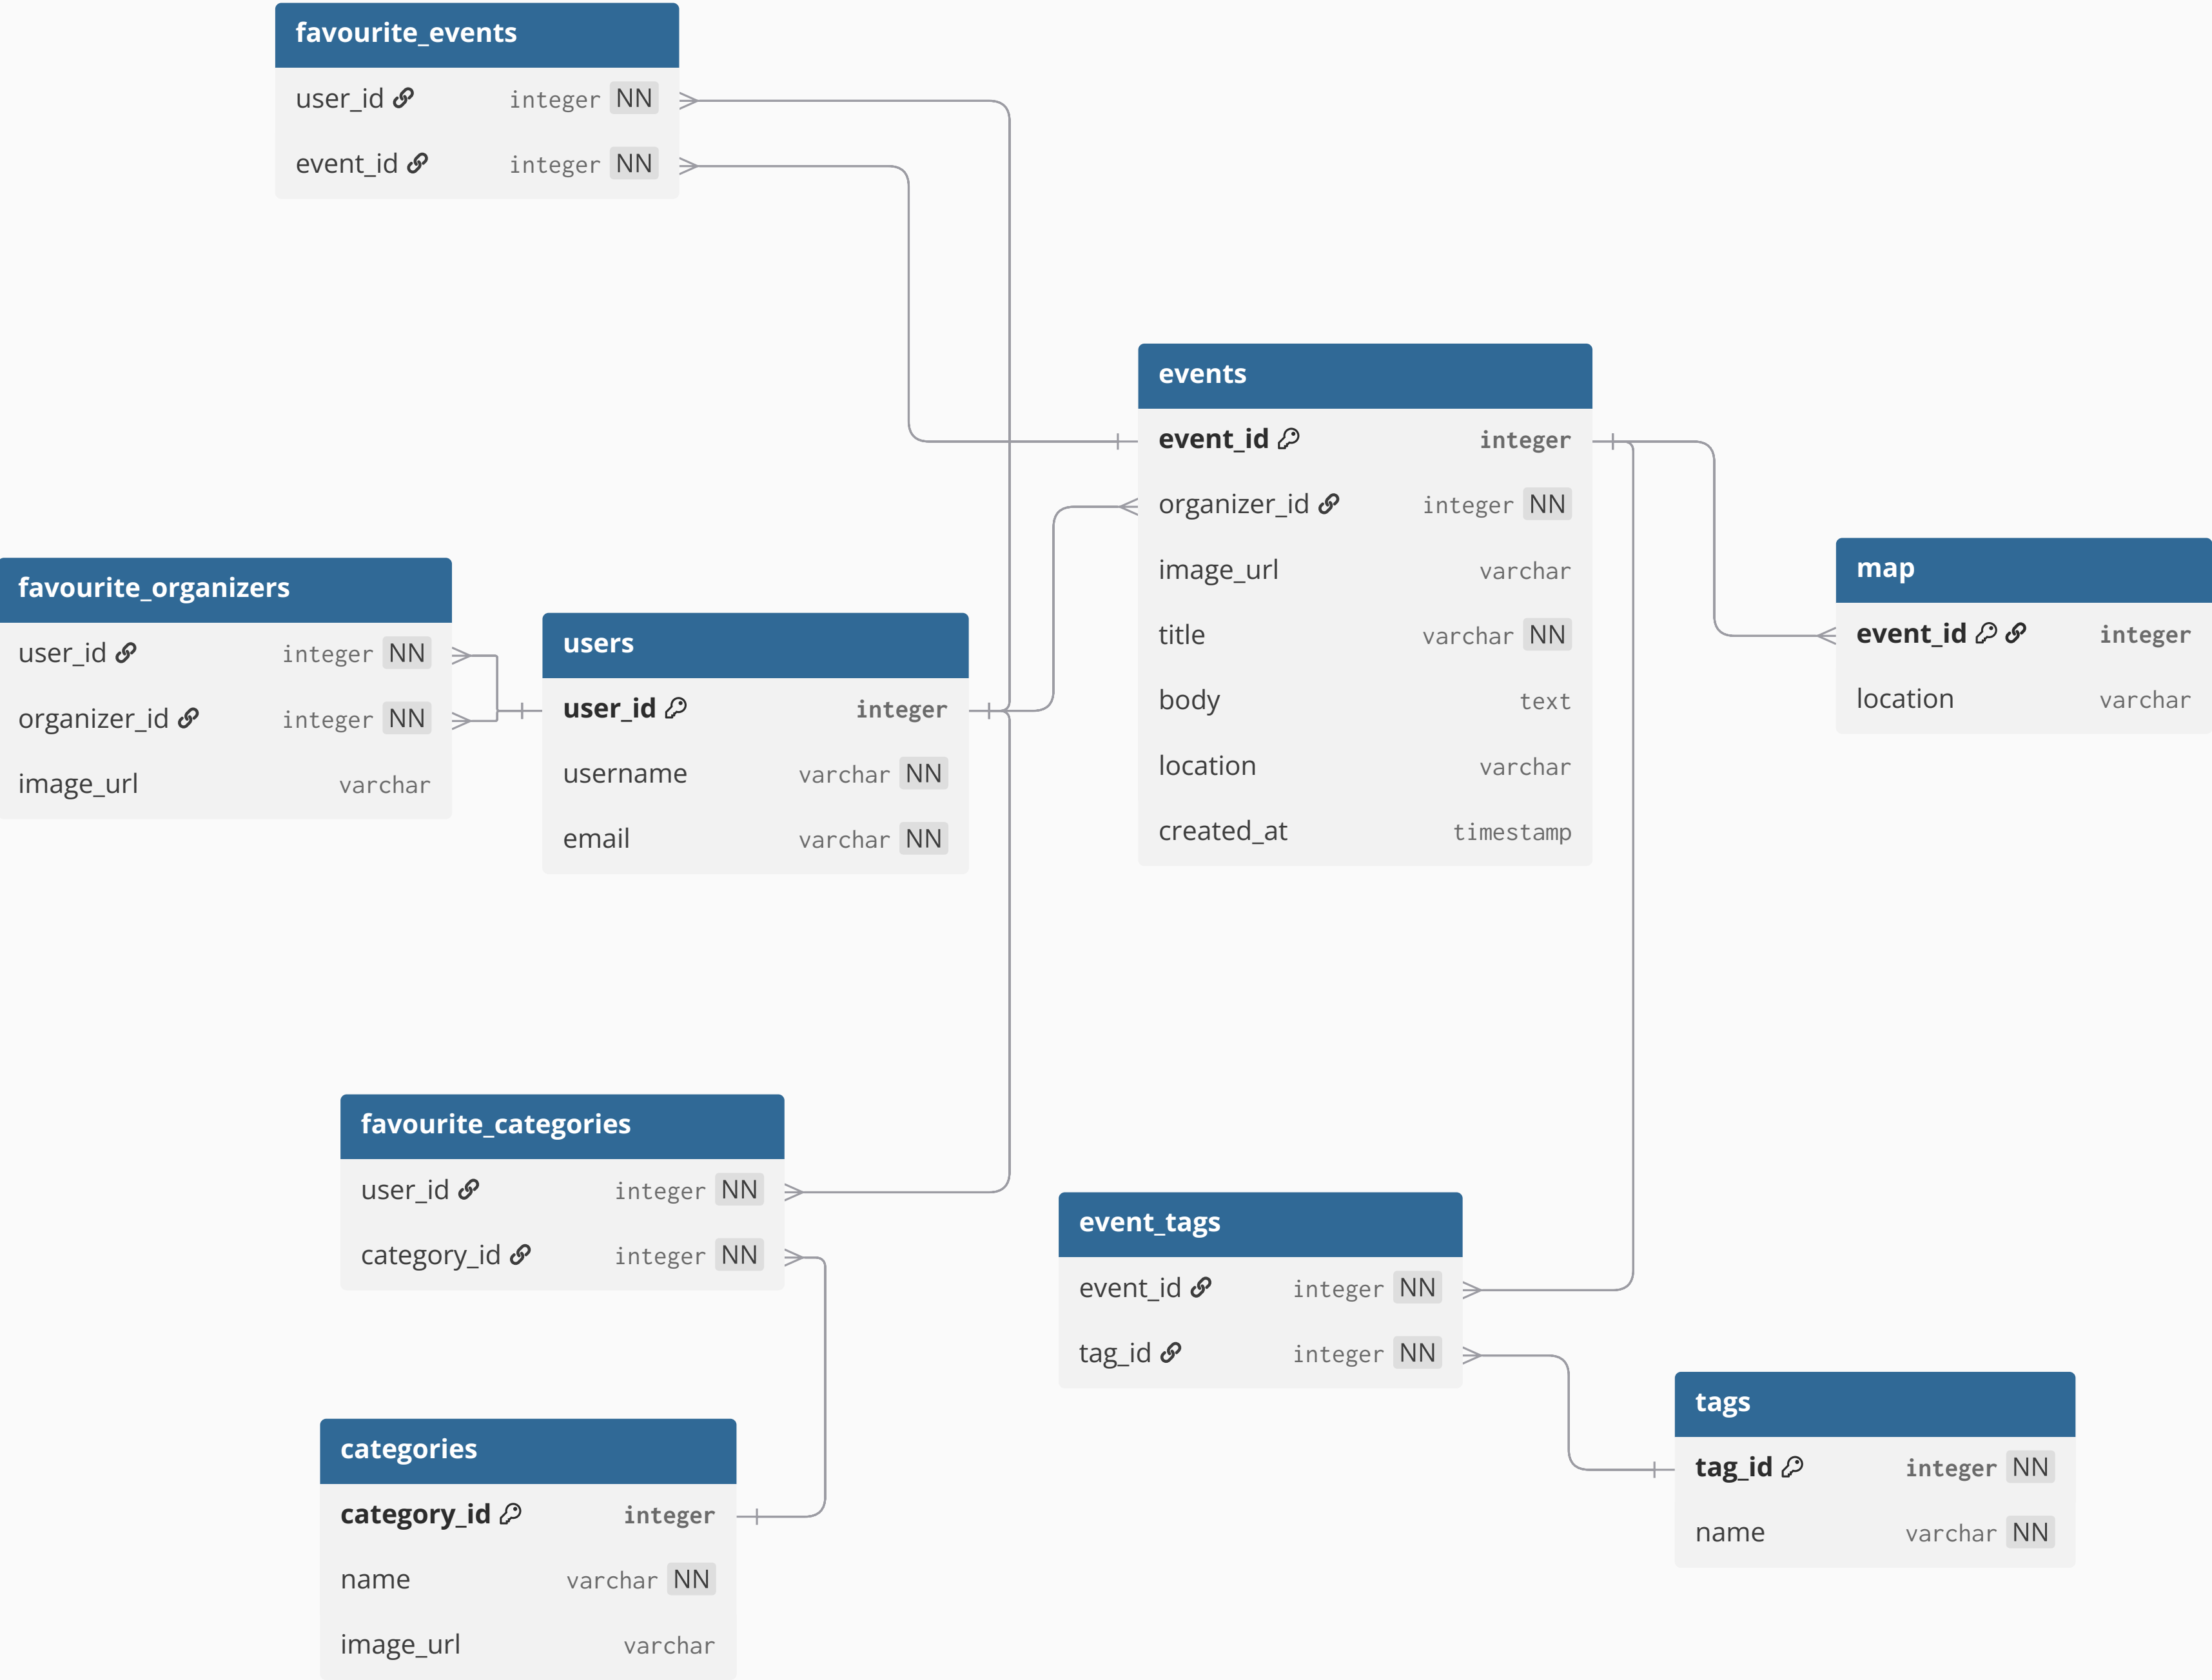 favourite_events
user_id integer NN
event_id integer NN
events
event_id integer
organizer_id integer NN
image_url varchar
title varchar NN
body text
location varchar
created_at timestamp
map
event_id integer
location varchar
favourite_organizers
user_id integer NN
organizer_id integer NN
image_url varchar
users
user_id integer
username varchar NN
email varchar NN
favourite_categories
user_id integer NN
category_id integer NN
event_tags
event_id integer NN
tag_id integer NN
tags
tag_id integer NN
name varchar NN
categories
category_id integer
name varchar NN
image_url varchar